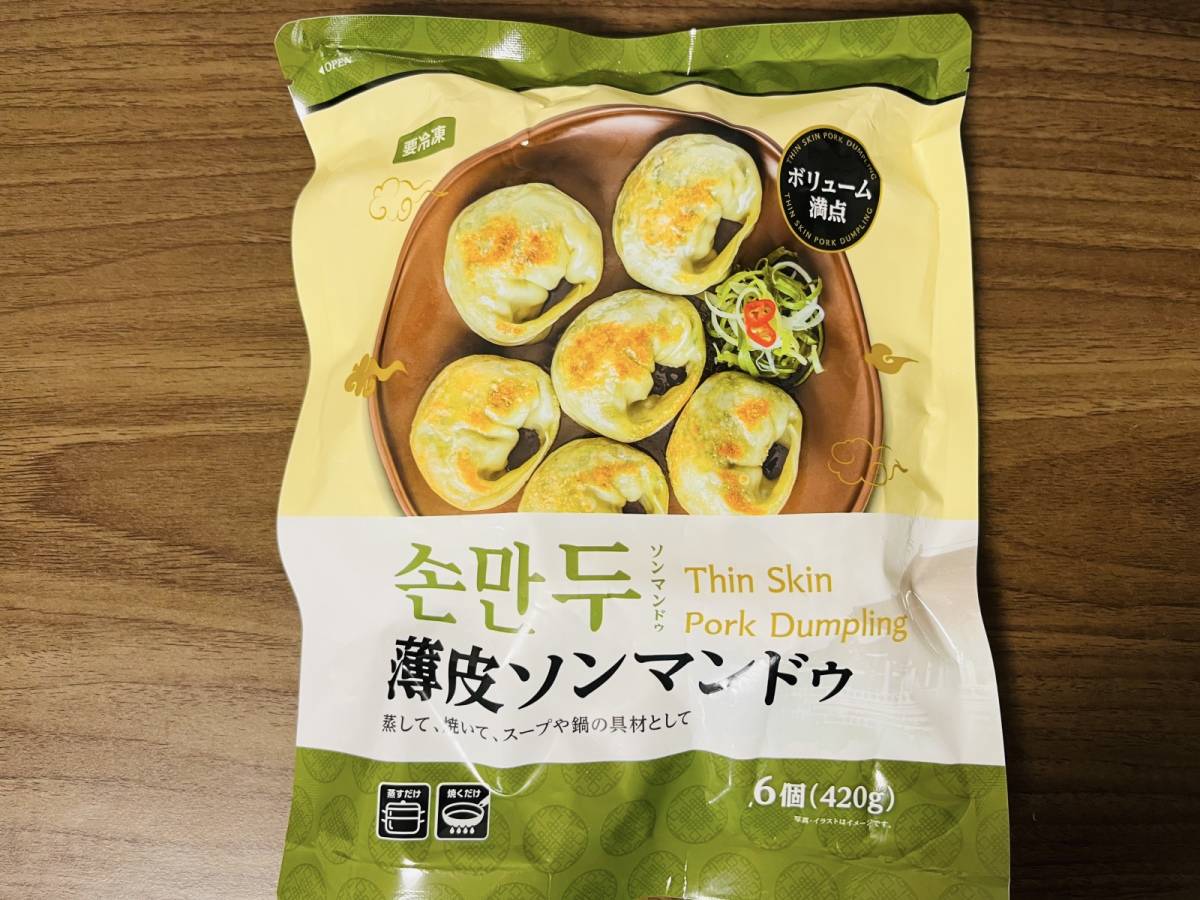 ◀OPEN
要冷凍
THIN SKIN PORK DUMPLING
ボリューム
満点
THIN SKIN PORK DUMPLING
손만두
ソンマンドゥ
Thin Skin
Pork Dumpling
薄皮ソンマンドゥ
蒸して、焼いて、スープや鍋の具材として
蒸すだけ
焼くだけ
6個(420g)
写真・イラストはイメージです。